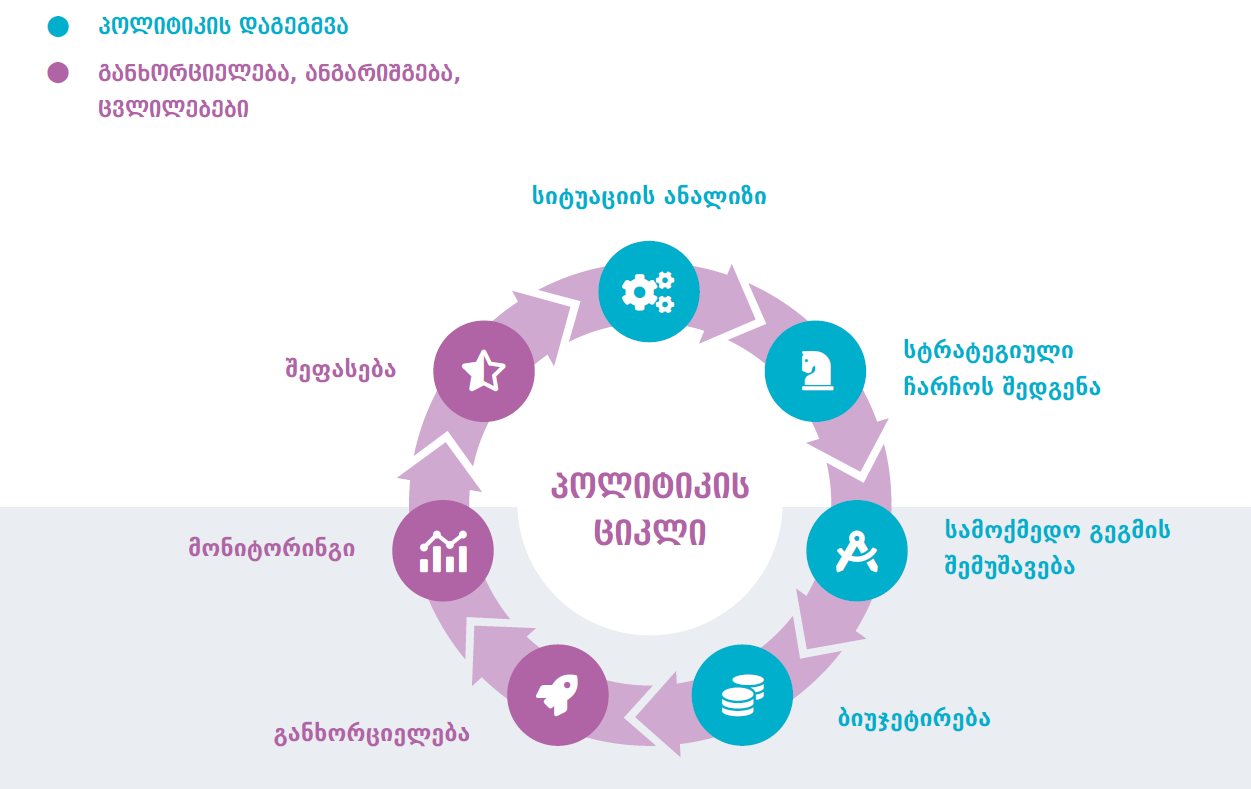 პოლიტიკის დაგეგმვა
განხორციელება, ანგარიშგება,
ცვლილებები
სიტუაციის ანალიზი
სტრატეგიული
ჩარჩოს შედგენა
შეფასება
პოლიტიკის
ციკლი
სამოქმედო გეგმის
შემუშავება
მონიტორინგი
ბიუჯეტირება
განხორციელება